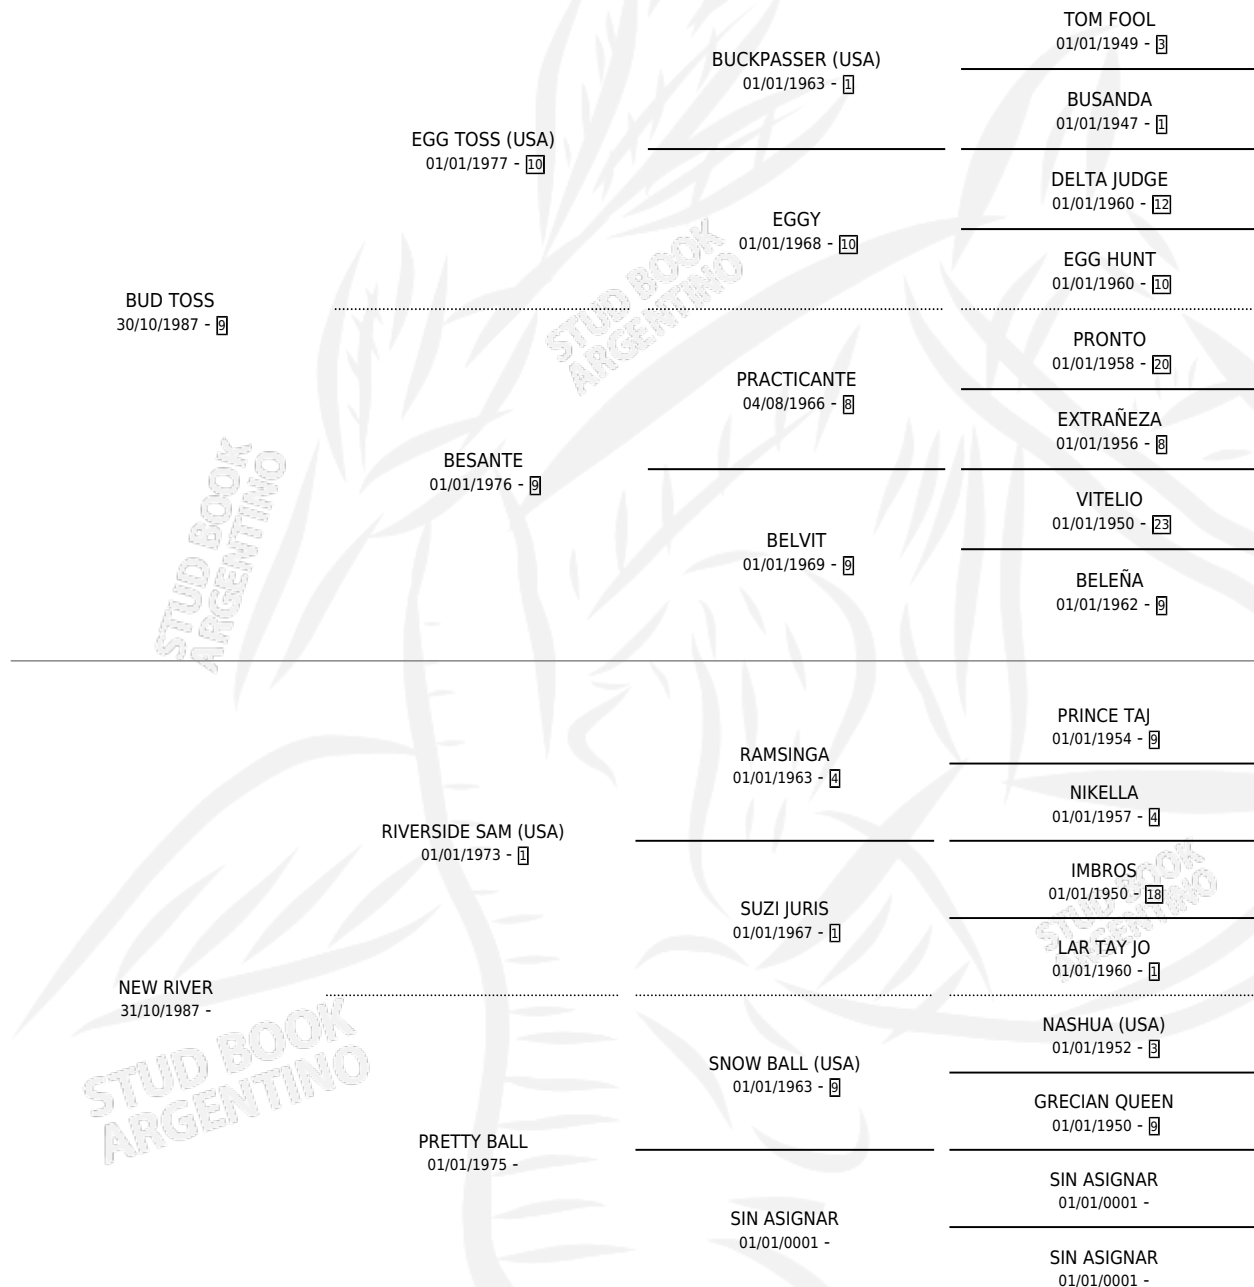 TOM FOOL
01/01/1949 - 3
BUCKPASSER (USA)
01/01/1963 - 1
BUSANDA
01/01/1947 - 1
EGG TOSS (USA)
01/01/1977 - 10
DELTA JUDGE
01/01/1960 - 12
EGGY
01/01/1968 - 10
EGG HUNT
01/01/1960 - 10
BUD TOSS
30/10/1987 - 9
PRONTO
01/01/1958 - 20
PRACTICANTE
04/08/1966 - 8
EXTRAÑEZA
01/01/1956 - 8
BESANTE
01/01/1976 - 9
VITELIO
01/01/1950 - 23
BELVIT
01/01/1969 - 9
BELEÑA
01/01/1962 - 9
PRINCE TAJ
01/01/1954 - 9
RAMSINGA
01/01/1963 - 4
NIKELLA
01/01/1957 - 4
RIVERSIDE SAM (USA)
01/01/1973 - 1
IMBROS
01/01/1950 - 18
SUZI JURIS
01/01/1967 - 1
LAR TAY JO
01/01/1960 - 1
NEW RIVER
31/10/1987 -
NASHUA (USA)
01/01/1952 - 3
SNOW BALL (USA)
01/01/1963 - 9
GRECIAN QUEEN
01/01/1950 - 9
PRETTY BALL
01/01/1975 -
SIN ASIGNAR
01/01/0001 -
SIN ASIGNAR
01/01/0001 -
SIN ASIGNAR
01/01/0001 -
STUD BOOK
ARGENTINO
STUD BOOK
ARGENTINO
STUD BOOK
ARGENTINO
STUD BOOK
ARGENTINO